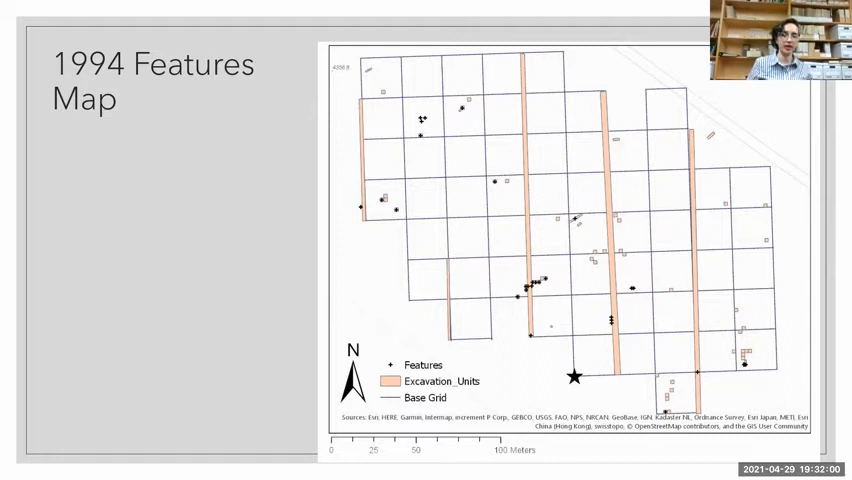 1994 Features
Map
4356 ft
N
Features
Excavation_Units
Base Grid
Sources: Esri, HERE, Garmin, Intermap, increment P Corp., GEBCO, USGS, FAO, NPS, NRCAN, GeoBase, IGN, Kadaster NL, Ordnance Survey, Esri Japan, METI, Esri
China (Hong Kong), swisstopo, © OpenStreetMap contributors, and the GIS User Community
0 25 50 100 Meters
2021-04-29 19:32:00